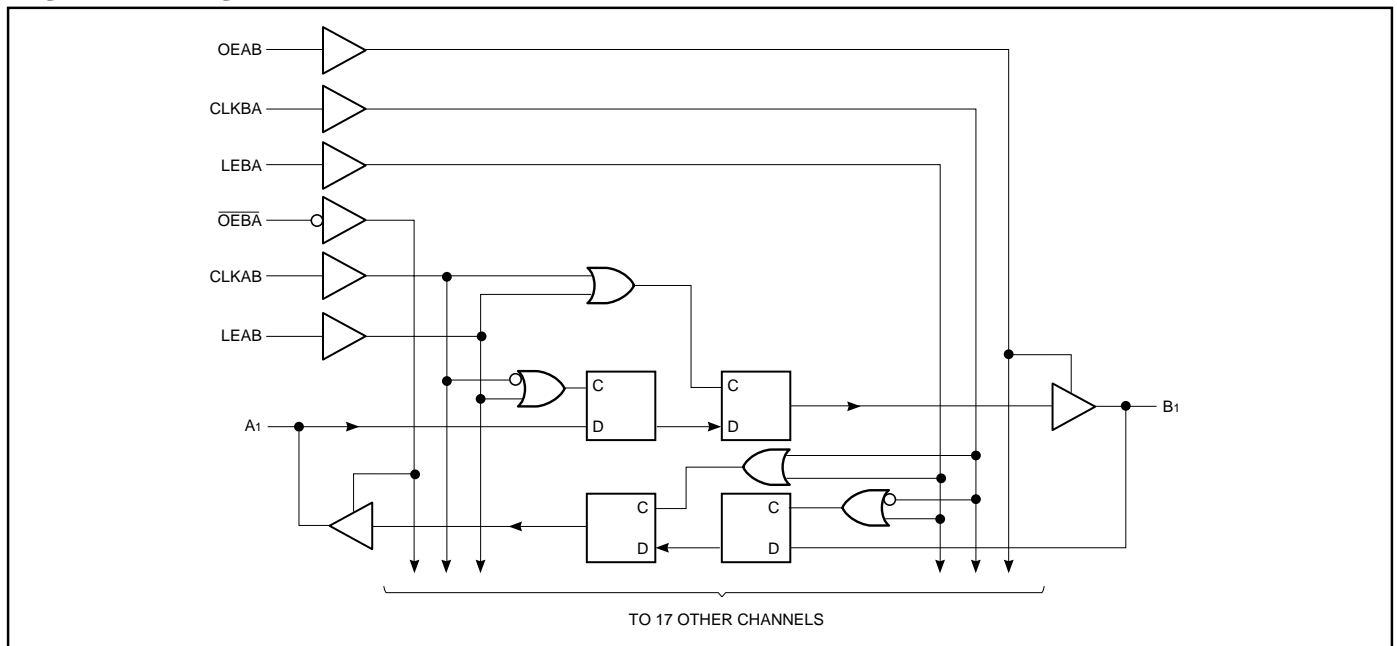 OEAB
CLKBA
LEBA
OEBA
CLKAB
LEAB
C
C
A1
D
D
B1
C
C
D
D
TO 17 OTHER CHANNELS